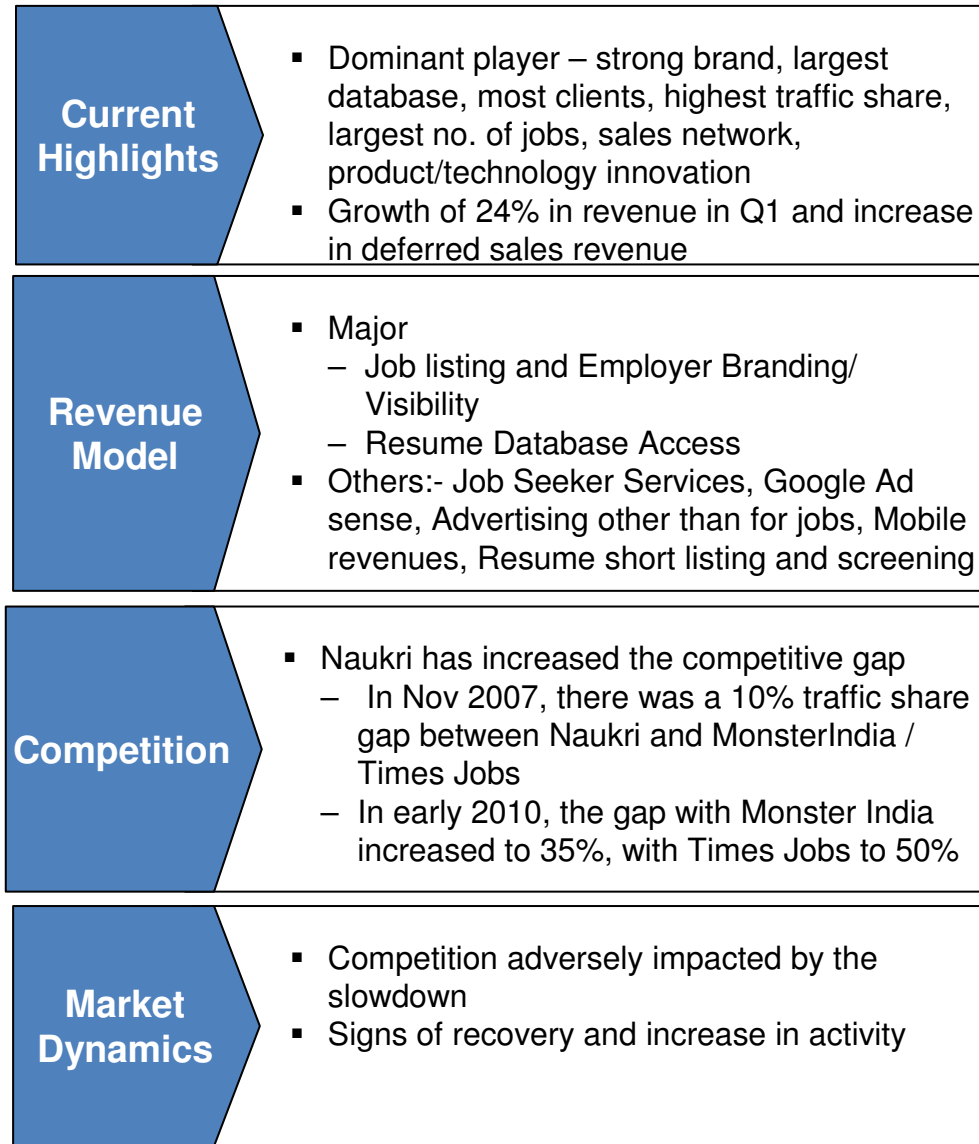 Current
Highlights
▪ Dominant player – strong brand, largest
database, most clients, highest traffic share,
largest no. of jobs, sales network,
product/technology innovation
▪ Growth of 24% in revenue in Q1 and increase
in deferred sales revenue
Revenue
Model
▪ Major
– Job listing and Employer Branding/
Visibility
– Resume Database Access
▪ Others:- Job Seeker Services, Google Ad
sense, Advertising other than for jobs, Mobile
revenues, Resume short listing and screening
Competition
▪ Naukri has increased the competitive gap
– In Nov 2007, there was a 10% traffic share
gap between Naukri and MonsterIndia /
Times Jobs
– In early 2010, the gap with Monster India
increased to 35%, with Times Jobs to 50%
Market
Dynamics
▪ Competition adversely impacted by the
slowdown
▪ Signs of recovery and increase in activity